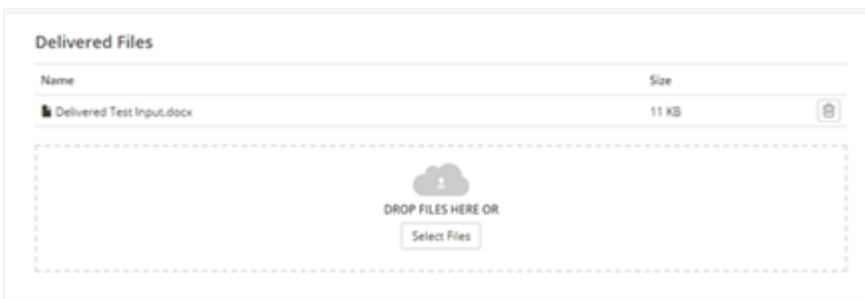 Delivered Files
Name Size
Delivered Test Input.docx 11 KB
DROP FILES HERE OR
Select Files